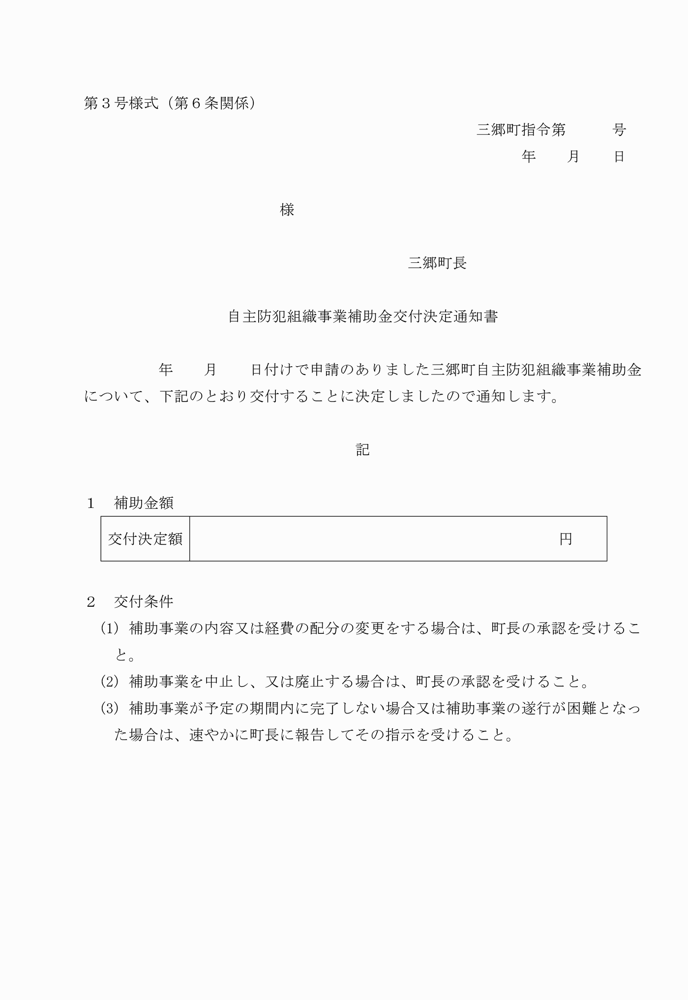 第３号様式（第６条関係）
三郷町指令第　　　号
年　　月　　日
様
三郷町長
自主防犯組織事業補助金交付決定通知書
年　　月　　日付けで申請のありました三郷町自主防犯組織事業補助金
について、下記のとおり交付することに決定しましたので通知します。
記
１　補助金額
交付決定額　　　円
２　交付条件
(1) 補助事業の内容又は経費の配分の変更をする場合は、町長の承認を受けるこ
と。
(2) 補助事業を中止し、又は廃止する場合は、町長の承認を受けること。
(3) 補助事業が予定の期間内に完了しない場合又は補助事業の遂行が困難となっ
た場合は、速やかに町長に報告してその指示を受けること。